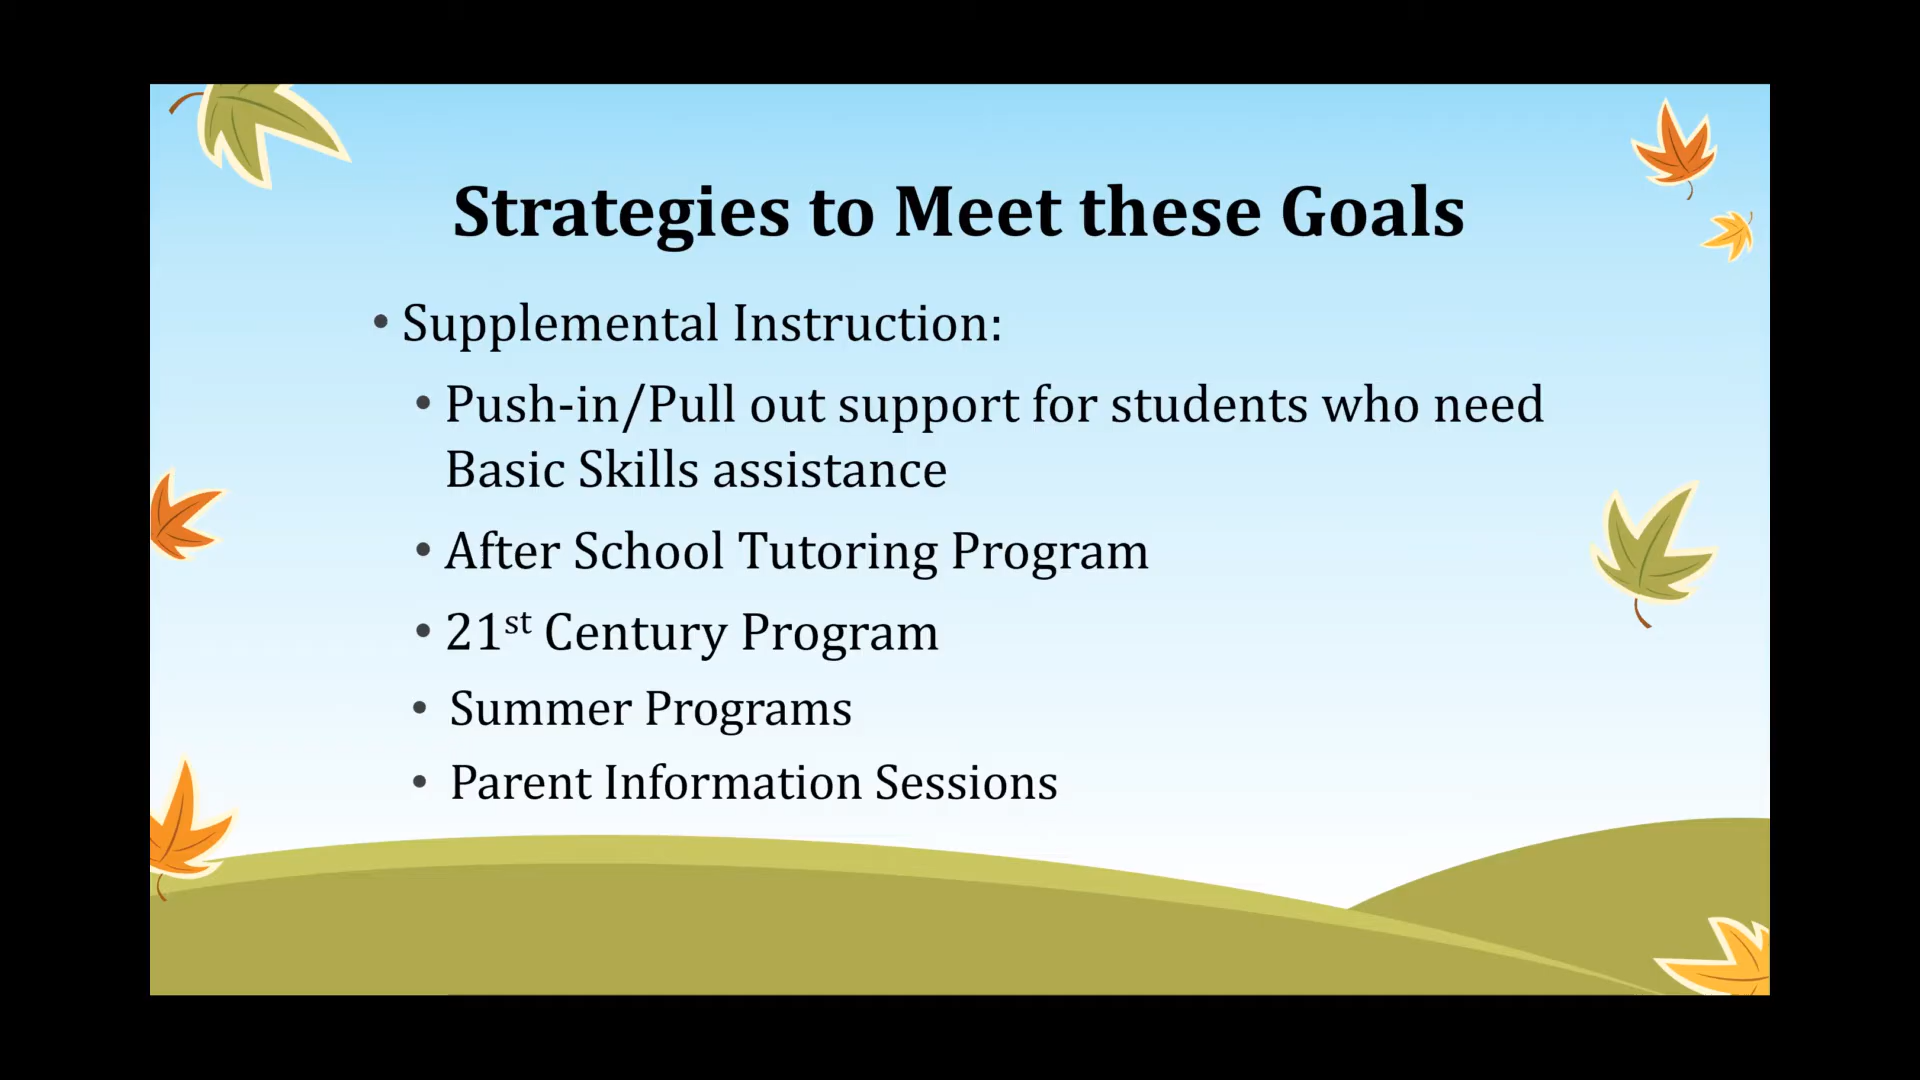 Strategies to Meet these Goals
• Supplemental Instruction:
• Push-in/Pull out support for students who need
Basic Skills assistance
• After School Tutoring Program
• 21st Century Program
• Summer Programs
• Parent Information Sessions